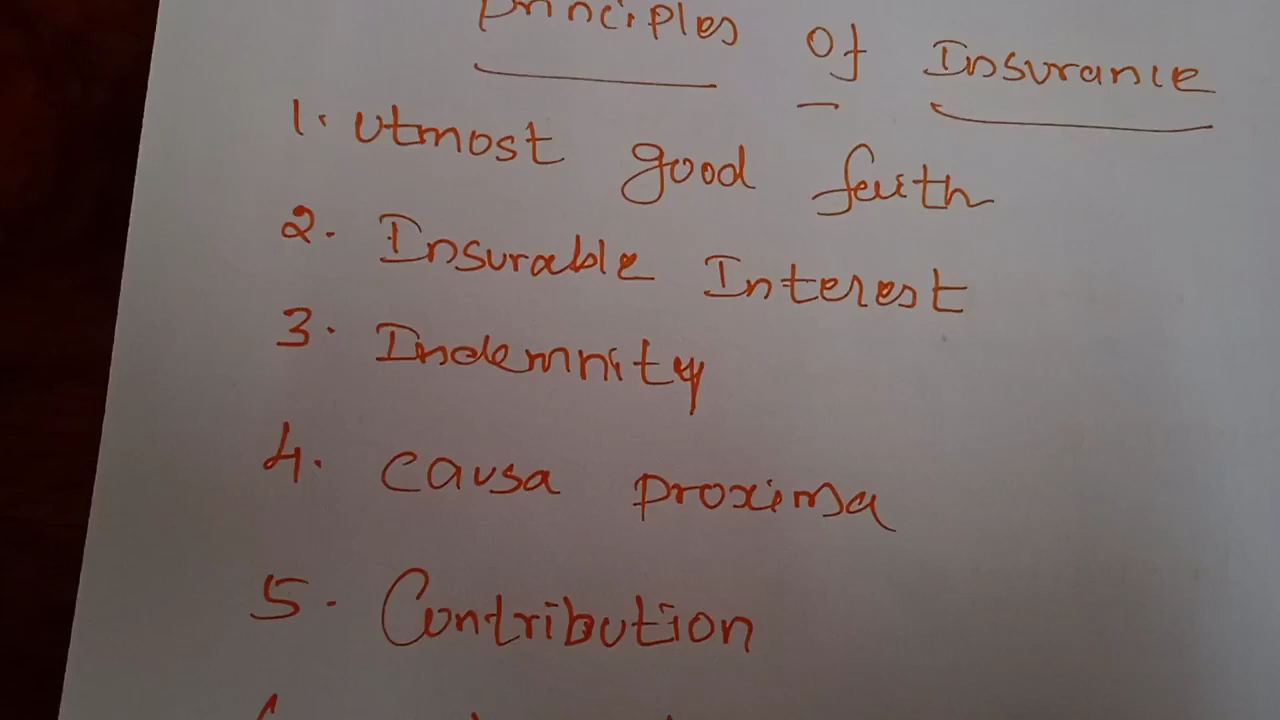 Principles of Insurance
1. Utmost good faith
2. Insurable Interest
3. Indemnity
4. Causa proxima
5. Contribution